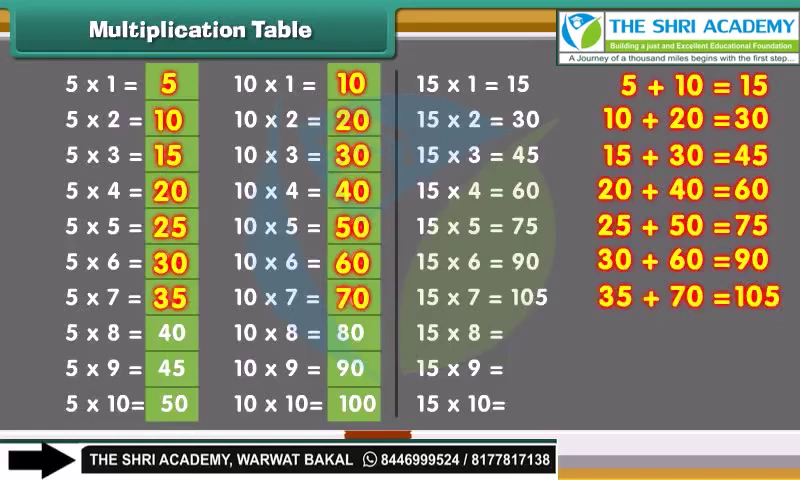 Multiplication Table
THE SHRI ACADEMY
Building a just and Excellent Educational Foundation
A Journey of a thousand miles begins with the first step...
5 x 1 = 5 10 x 1 = 10 15 x 1 = 15 5 + 10 = 15
5 x 2 = 10 10 x 2 = 20 15 x 2 = 30 10 + 20 =30
5 x 3 = 15 10 x 3 = 30 15 x 3 = 45 15 + 30 =45
5 x 4 = 20 10 x 4 = 40 15 x 4 = 60 20 + 40 =60
5 x 5 = 25 10 x 5 = 50 15 x 5 = 75 25 + 50 =75
5 x 6 = 30 10 x 6 = 60 15 x 6 = 90 30 + 60 =90
5 x 7 = 35 10 x 7 = 70 15 x 7 = 105 35 + 70 =105
5 x 8 = 40 10 x 8 = 80 15 x 8 =
5 x 9 = 45 10 x 9 = 90 15 x 9 =
5 x 10= 50 10 x 10= 100 15 x 10=
THE SHRI ACADEMY, WARWAT BAKAL 8446999524 / 8177817138